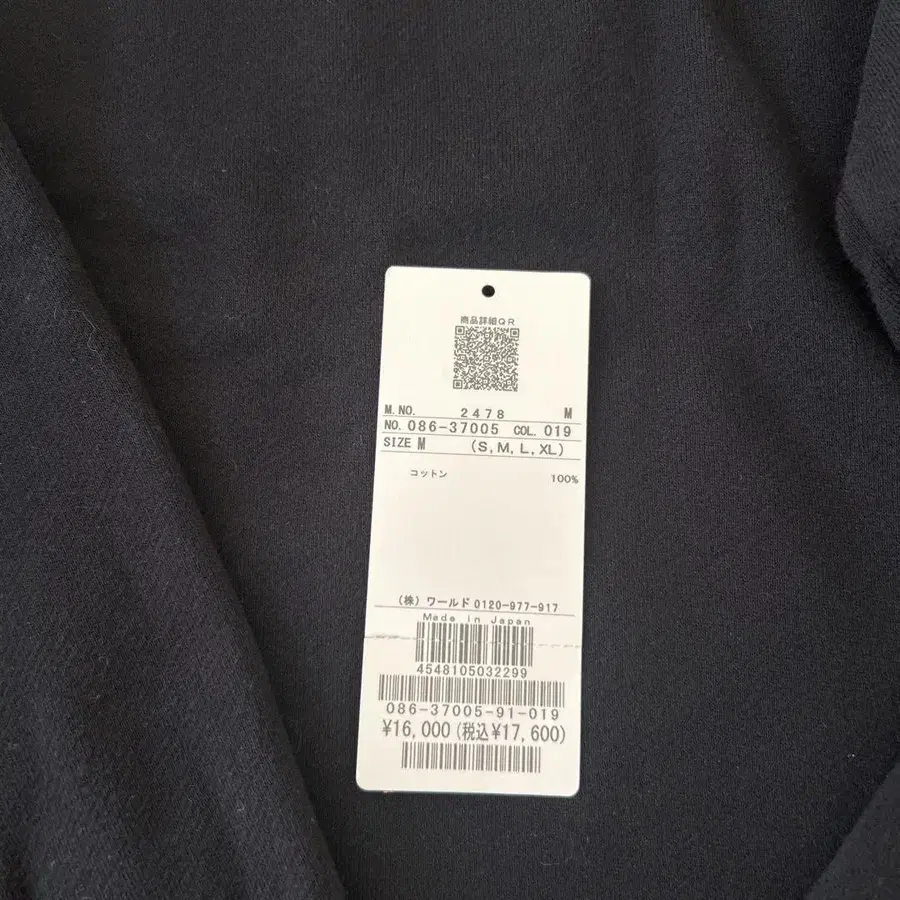 商品詳細QR
M.NO. 2478 M
NO. 086-37005 COL. 019
SIZE M (S, M, L, XL)
コットン 100%
(株) ワールド 0120-977-917
Made in Japan
4548105032299
086-37005-91-019
¥16,000 (税込¥17,600)